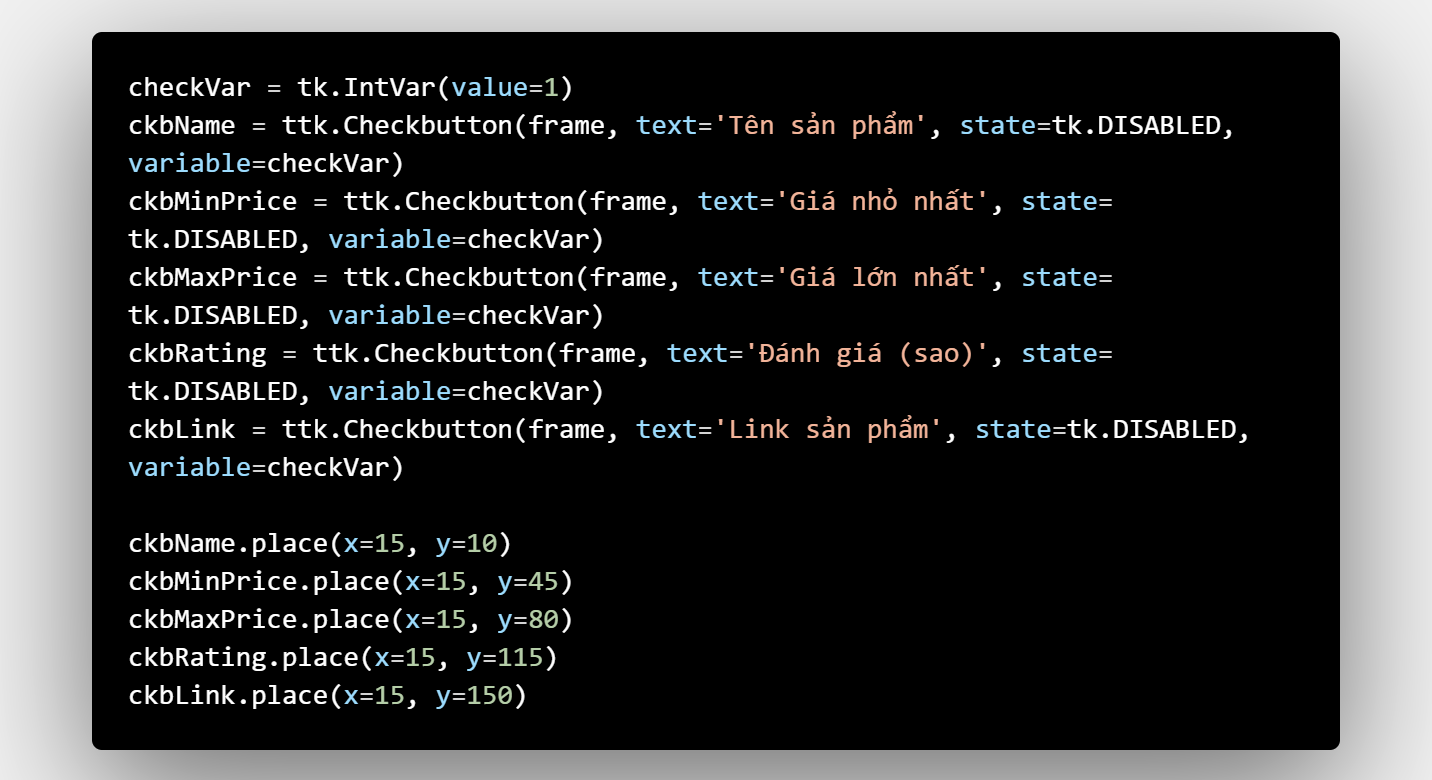 checkVar = tk.IntVar(value=1)
ckbName = ttk.Checkbutton(frame, text='Tên sản phẩm', state=tk.DISABLED,
variable=checkVar)
ckbMinPrice = ttk.Checkbutton(frame, text='Giá nhỏ nhất', state=
tk.DISABLED, variable=checkVar)
ckbMaxPrice = ttk.Checkbutton(frame, text='Giá lớn nhất', state=
tk.DISABLED, variable=checkVar)
ckbRating = ttk.Checkbutton(frame, text='Đánh giá (sao)', state=
tk.DISABLED, variable=checkVar)
ckbLink = ttk.Checkbutton(frame, text='Link sản phẩm', state=tk.DISABLED,
variable=checkVar)

ckbName.place(x=15, y=10)
ckbMinPrice.place(x=15, y=45)
ckbMaxPrice.place(x=15, y=80)
ckbRating.place(x=15, y=115)
ckbLink.place(x=15, y=150)